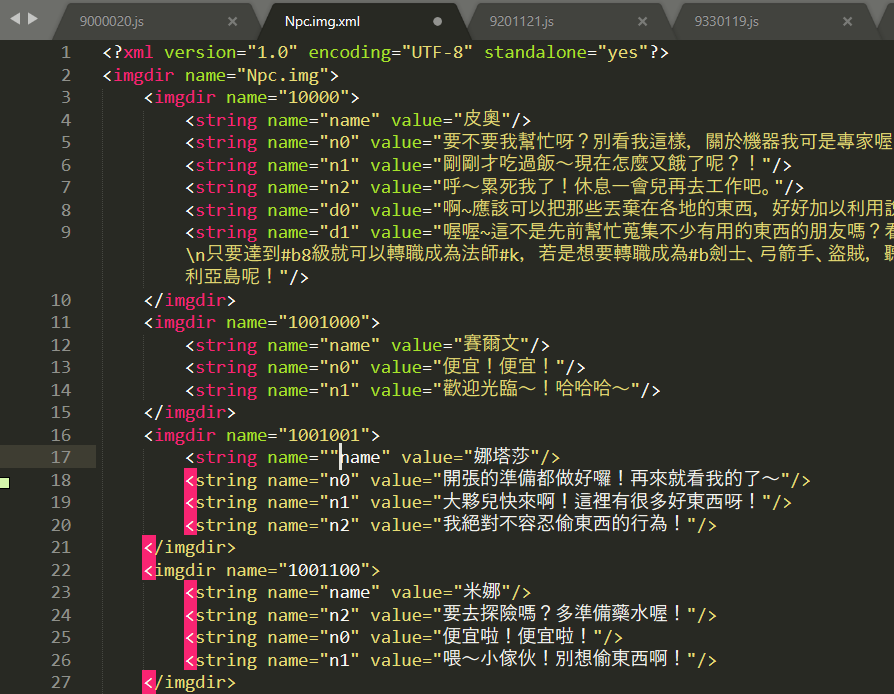 9000020.js
Npc.img.xml
9201121.js
9330119.js
1 <?xml version="1.0" encoding="UTF-8" standalone="yes"?>
2 <imgdir name="Npc.img">
3 <imgdir name="10000">
4 <string name="name" value="皮奧"/>
5 <string name="n0" value="要不要我幫忙呀？別看我這樣，關於機器我可是專家喔
6 <string name="n1" value="剛剛才吃過飯～現在怎麼又餓了呢？！"/>
7 <string name="n2" value="呼～累死我了！休息一會兒再去工作吧。"/>
8 <string name="d0" value="啊~應該可以把那些丟棄在各地的東西，好好加以利用說
9 <string name="d1" value="喔喔~這不是先前幫忙蒐集不少有用的東西的朋友嗎？看
\n只要達到#b8級就可以轉職成為法師#k，若是想要轉職成為#b劍士、弓箭手、盜賊，聽
利亞島呢！"/>
10 </imgdir>
11 <imgdir name="1001000">
12 <string name="name" value="賽爾文"/>
13 <string name="n0" value="便宜！便宜！"/>
14 <string name="n1" value="歡迎光臨～！哈哈哈～"/>
15 </imgdir>
16 <imgdir name="1001001">
17 <string name=""name" value="娜塔莎"/>
18 <string name="n0" value="開張的準備都做好囉！再來就看我的了～"/>
19 <string name="n1" value="大夥兒快來啊！這裡有很多好東西呀！"/>
20 <string name="n2" value="我絕對不容忍偷東西的行為！"/>
21 </imgdir>
22 <imgdir name="1001100">
23 <string name="name" value="米娜"/>
24 <string name="n2" value="要去探險嗎？多準備藥水喔！"/>
25 <string name="n0" value="便宜啦！便宜啦！"/>
26 <string name="n1" value="喂～小傢伙！別想偷東西啊！"/>
27 </imgdir>